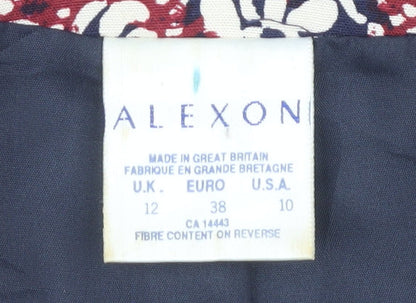 ALEXON
MADE IN GREAT BRITAIN
FABRIQUE EN GRANDE BRETAGNE
U.K. EURO U.S.A.
12 38 10
CA 14443
FIBRE CONTENT ON REVERSE